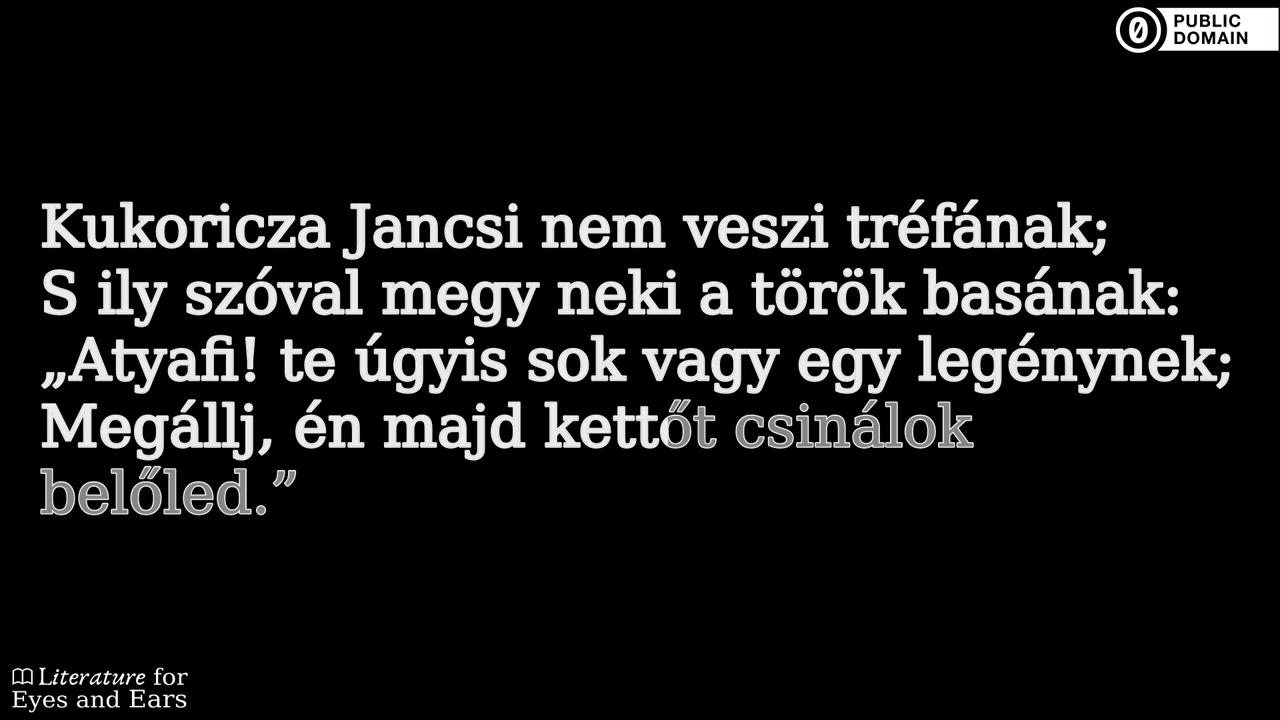 PUBLIC
DOMAIN
Kukoricza Jancsi nem veszi tréfának;
S ily szóval megy neki a török basának:
„Atyafi! te úgyis sok vagy egy legénynek;
Megállj, én majd kettőt csinálok
belőled.”
Literature for
Eyes and Ears